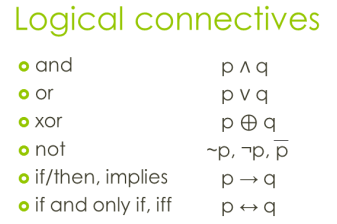 Logical connectives
and p ∧ q
or p ∨ q
xor p ⊕ q
not ~p, ¬p, p̅
if/then, implies p → q
if and only if, iff p ↔ q